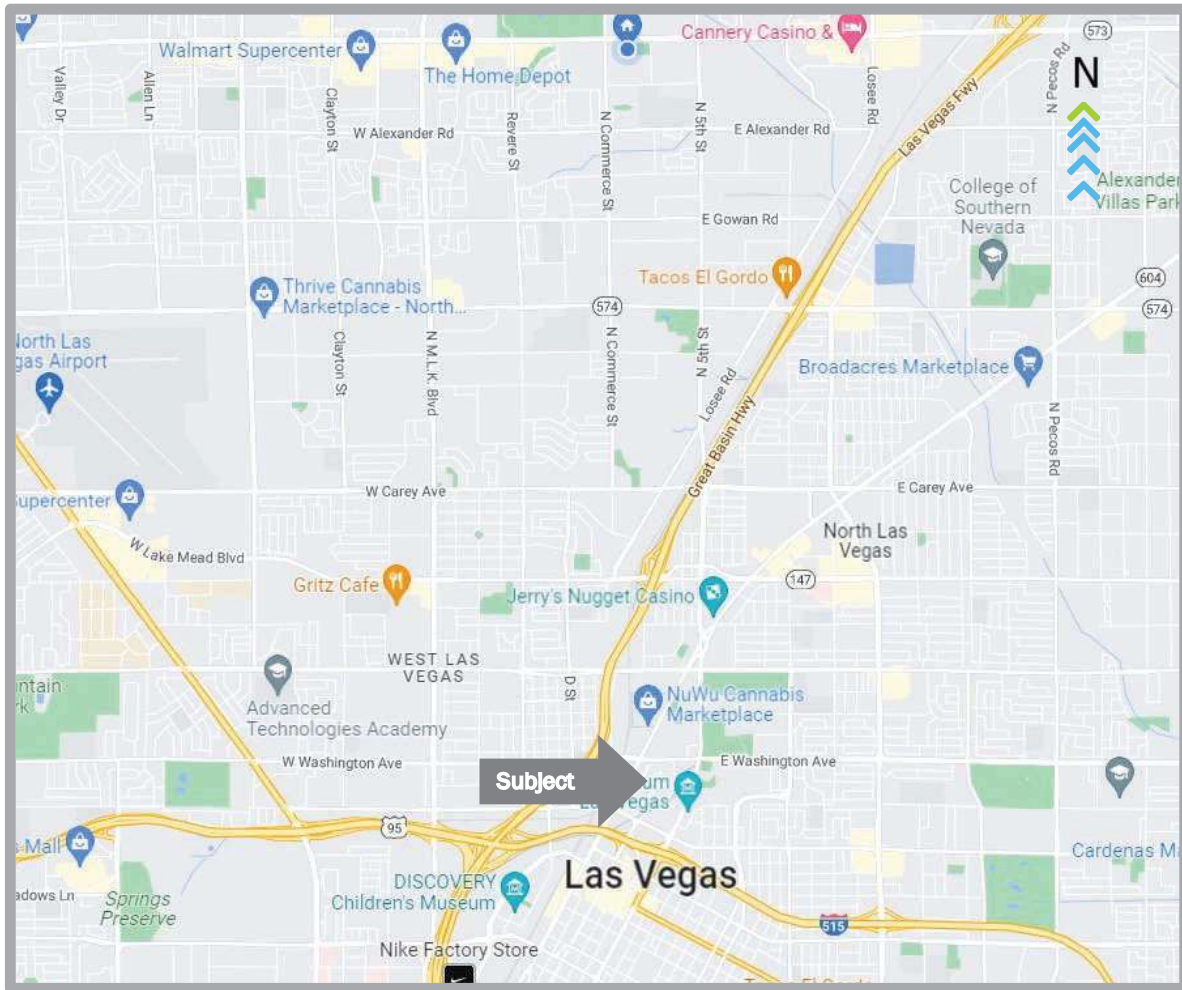 Walmart Supercenter
The Home Depot
Cannery Casino &
573
N Pecos Rd
N
Valley Dr
Allen Ln
Clayton St
W Alexander Rd
Revere St
N Commerce St
N 5th St
E Alexander Rd
Losee Rd
Las Vegas Fwy
College of
Southern
Nevada
Alexander
Villas Park
E Gowan Rd
Tacos El Gordo
604
574
Thrive Cannabis
Marketplace - North...
574
North Las
gas Airport
Clayton St
N M.L.K. Blvd
N Commerce St
N 5th St
Losee Rd
Broadacres Marketplace
Great Basin Hwy
N Pecos Rd
W Carey Ave
E Carey Ave
Supercenter
W Lake Mead Blvd
North Las
Vegas
Gritz Cafe
Jerry's Nugget Casino
147
WEST LAS
VEGAS
D St
Advanced
Technologies Academy
NuWu Cannabis
Marketplace
W Washington Ave
Subject
E Washington Ave
um
Las Vegas
95
s Mall
Cardenas Ma
adows Ln
Springs
Preserve
DISCOVERY
Children's Museum
Las Vegas
515
Nike Factory Store